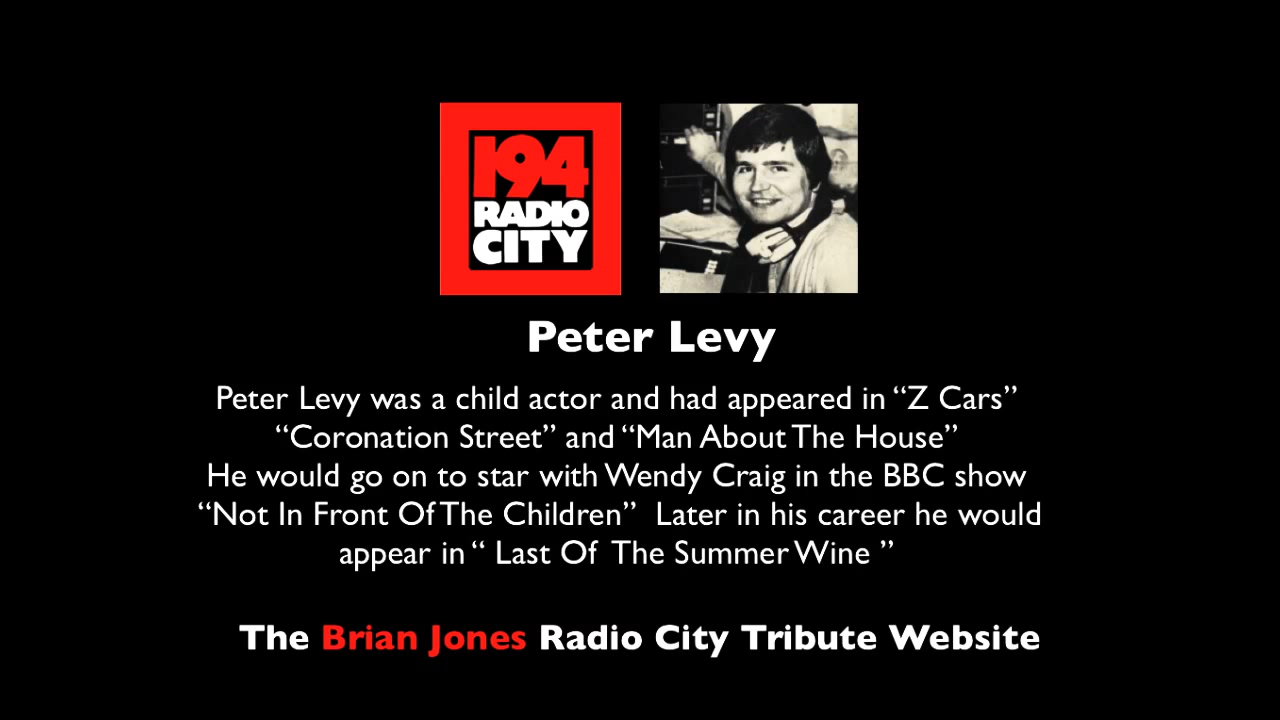 194
RADIO
CITY
Peter Levy
Peter Levy was a child actor and had appeared in “Z Cars”
“Coronation Street” and “Man About The House”
He would go on to star with Wendy Craig in the BBC show
“Not In Front Of The Children” Later in his career he would
appear in “ Last Of The Summer Wine ”
The Brian Jones Radio City Tribute Website